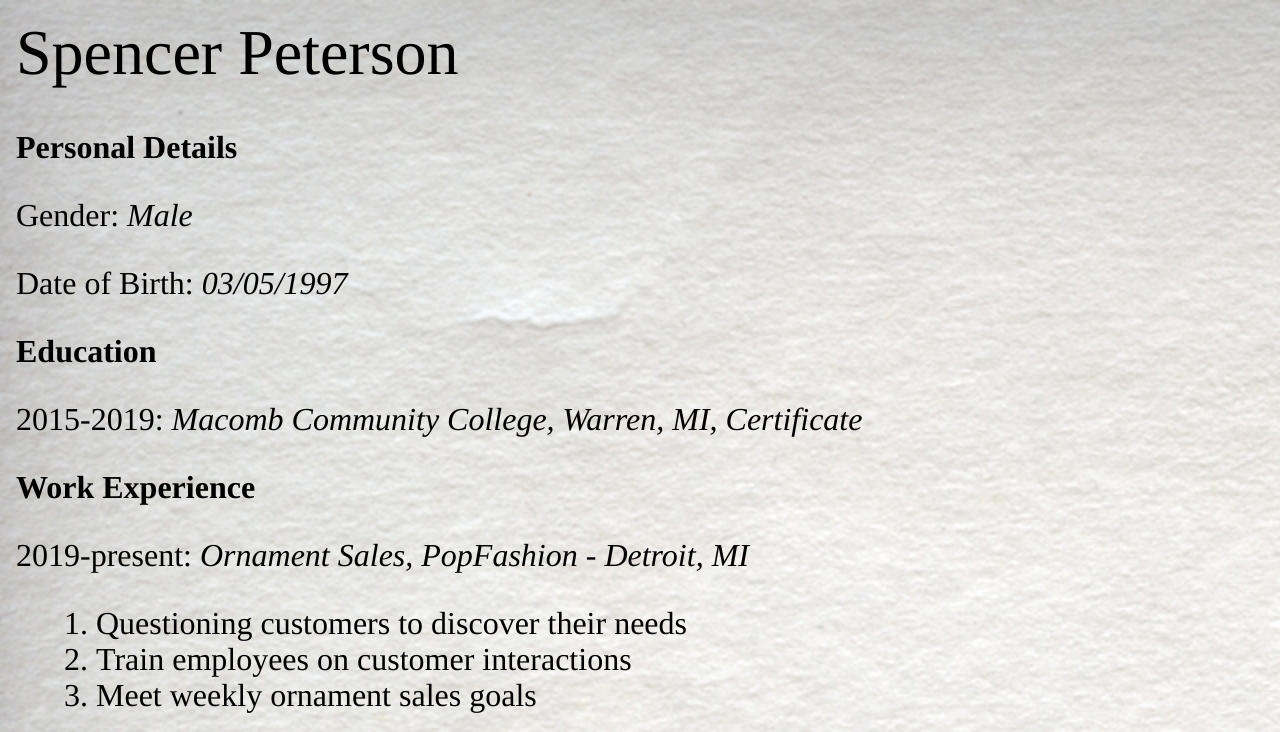 Spencer Peterson
Personal Details
Gender: Male
Date of Birth: 03/05/1997
Education
2015-2019: Macomb Community College, Warren, MI, Certificate
Work Experience
2019-present: Ornament Sales, PopFashion - Detroit, MI
1. Questioning customers to discover their needs
2. Train employees on customer interactions
3. Meet weekly ornament sales goals